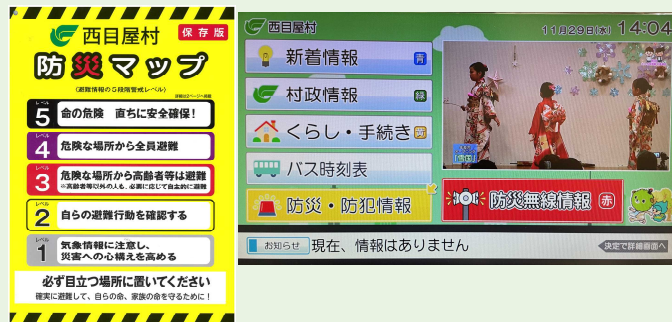 西目屋村
保存版
防災マップ
(避難情報の5段階警戒レベル)
レベル
5
命の危険 直ちに安全確保!
レベル
4
危険な場所から全員避難
レベル
3
危険な場所から高齢者等は避難
※高齢者等以外の人も、必要に応じて自主的に避難
レベル
2
自らの避難行動を確認する
レベル
1
気象情報に注意し、
災害への心構えを高める
必ず目立つ場所に置いてください
確実に避難して、自らの命、家族の命を守るために!
西目屋村
11月29日(水) 14:04
新着情報
青
村政情報
緑
くらし・手続き
バス時刻表
防災・防犯情報
防災無線情報
赤
お知らせ
現在、情報はありません
決定で詳細画面へ